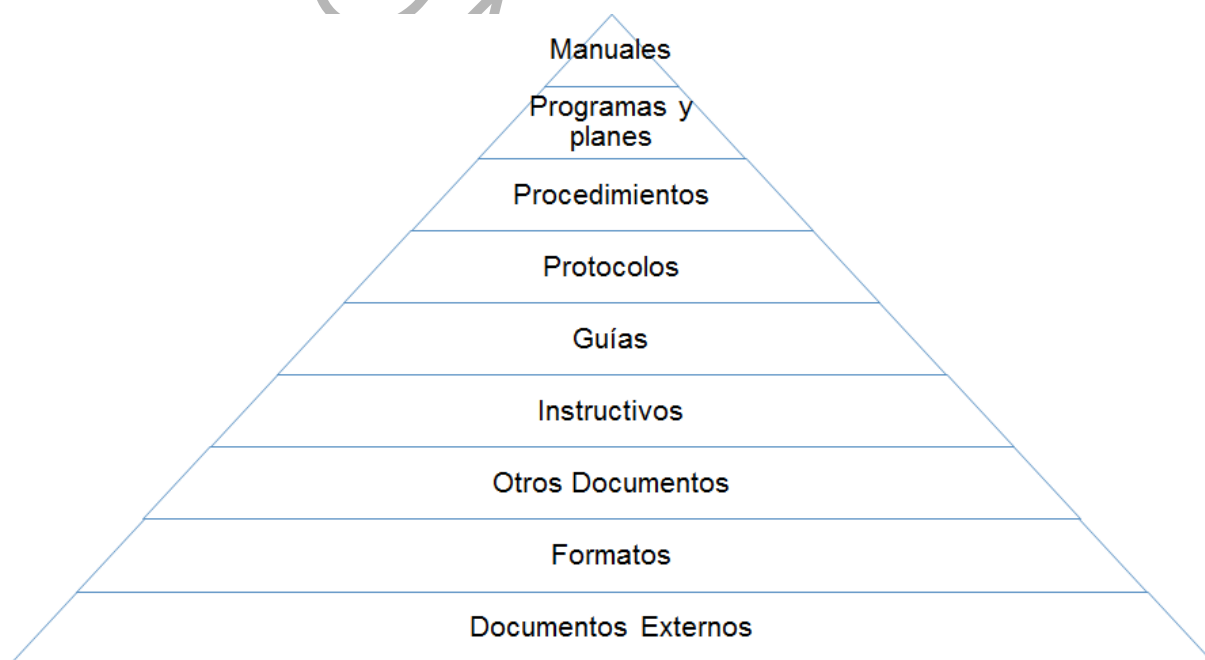 Manuales
Programas y
planes
Procedimientos
Protocolos
Guías
Instructivos
Otros Documentos
Formatos
Documentos Externos